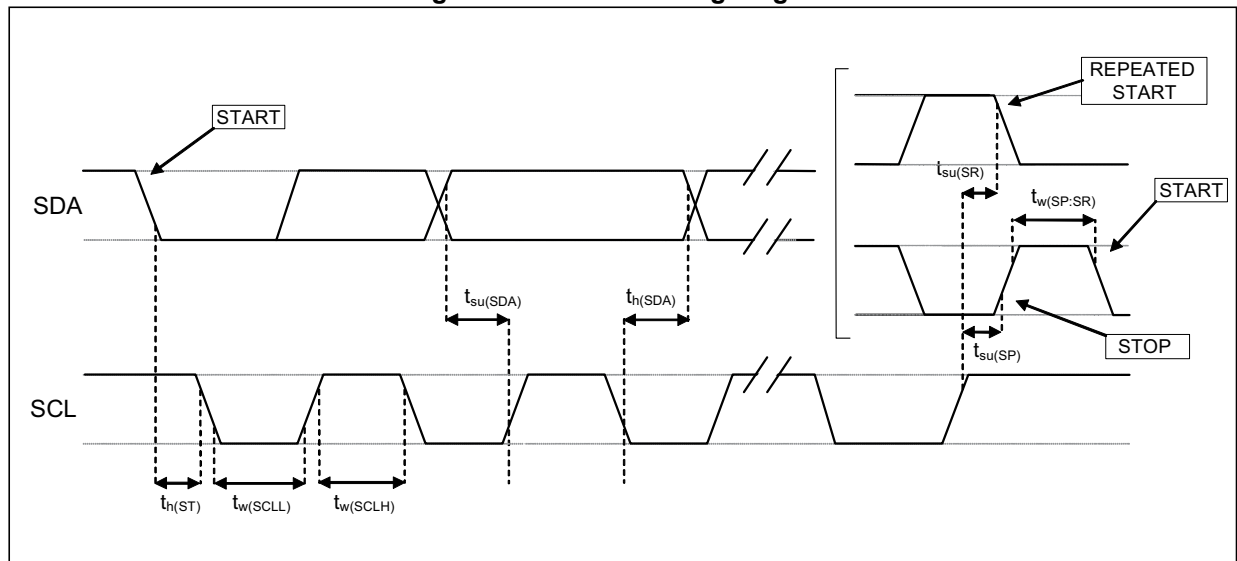 REPEATED
START
START
t_su(SR)
START
t_w(SP:SR)
SDA
t_su(SDA)
t_h(SDA)
t_su(SP)
STOP
SCL
t_h(ST)
t_w(SCLL)
t_w(SCLH)